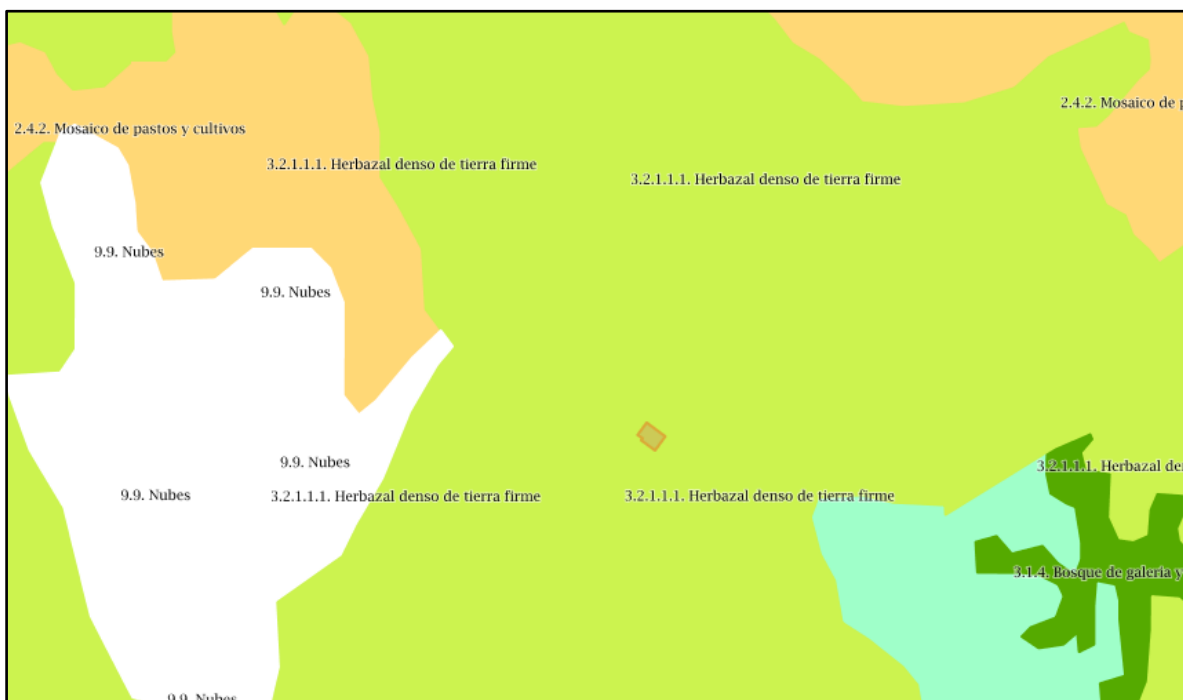 2.4.2. Mosaico de p
2.4.2. Mosaico de pastos y cultivos
3.2.1.1.1. Herbazal denso de tierra firme
3.2.1.1.1. Herbazal denso de tierra firme
9.9. Nubes
9.9. Nubes
9.9. Nubes
3.2.1.1.1. Herbazal de
9.9. Nubes
3.2.1.1.1. Herbazal denso de tierra firme
3.2.1.1.1. Herbazal denso de tierra firme
3.1.4. Bosque de galería y
9.9. Nubes